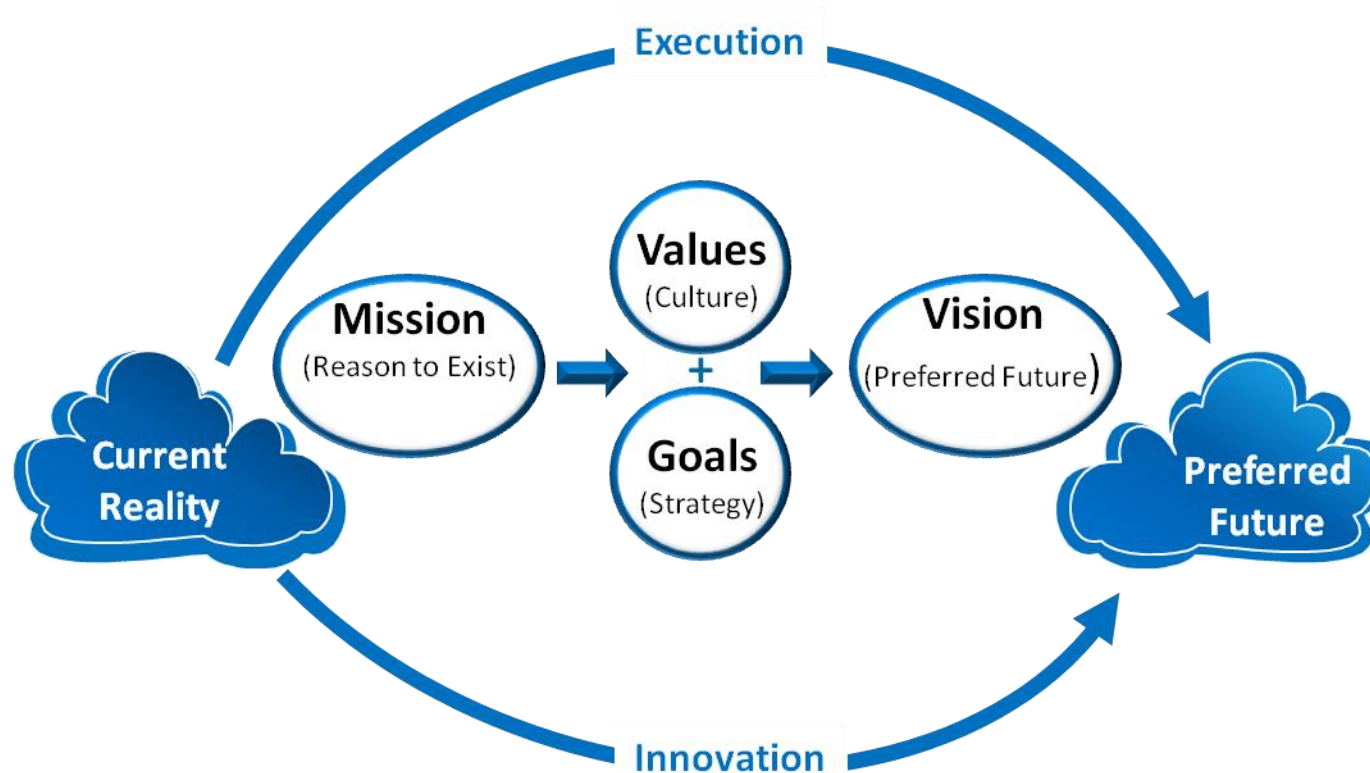 Execution
Values
(Culture)
Mission
(Reason to Exist)
+
Vision
(Preferred Future)
Goals
(Strategy)
Current
Reality
Preferred
Future
Innovation